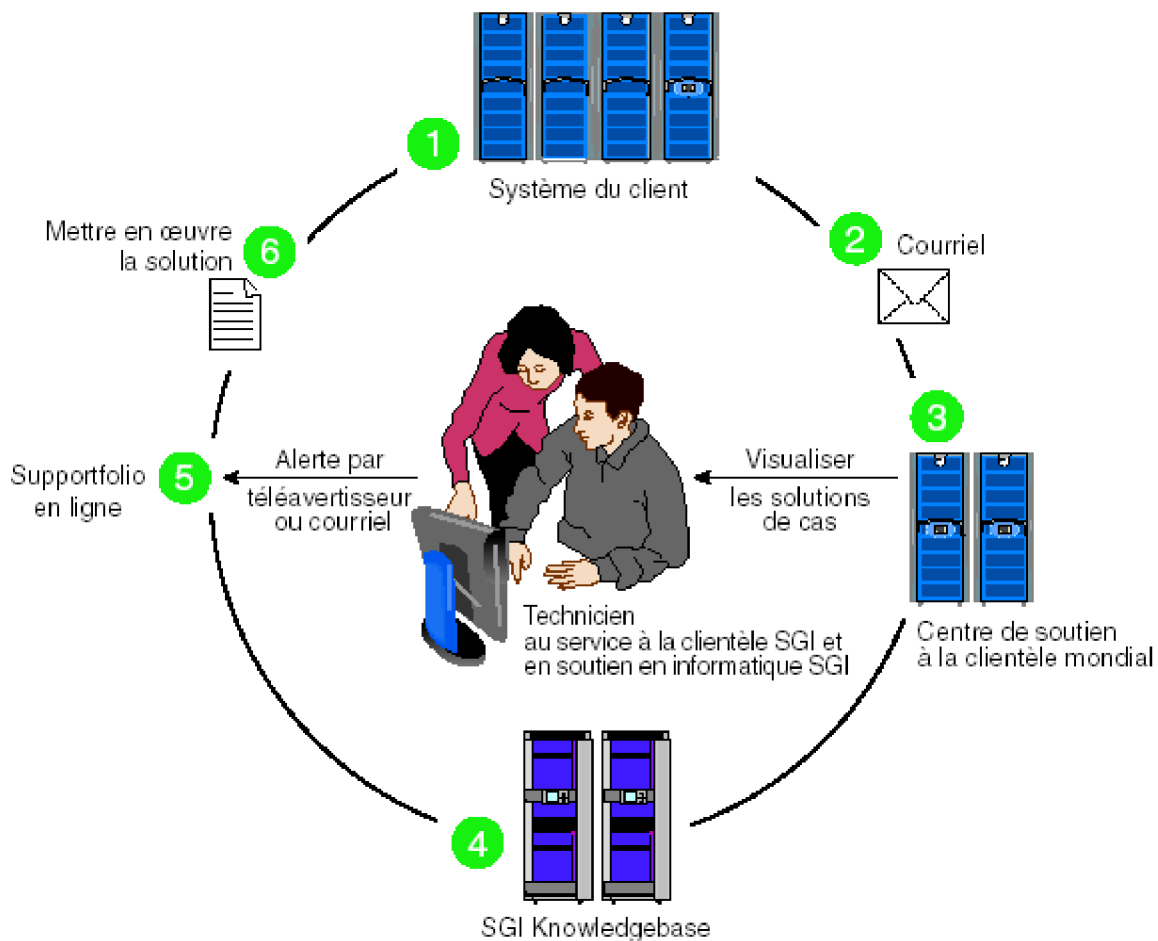 1
Système du client
2
Courriel
3
Centre de soutien
à la clientèle mondial
Visualiser
les solutions
de cas
Technicien
au service à la clientèle SGI et
en soutien en informatique SGI
Alerte par
téléavertisseur
ou courriel
4
SGI Knowledgebase
5
Supportfolio
en ligne
6
Mettre en œuvre
la solution